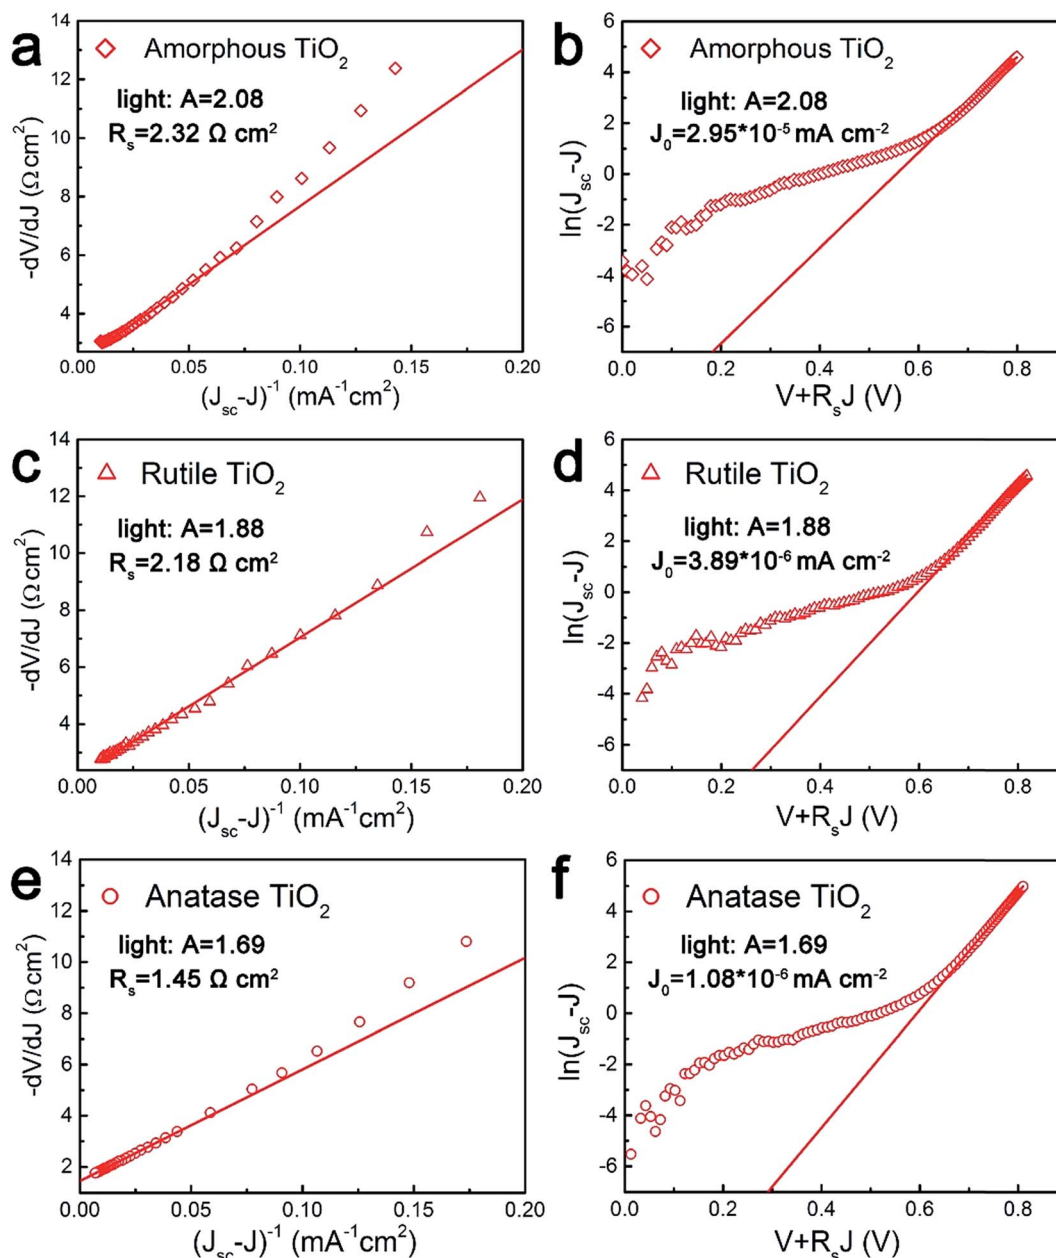 a
Amorphous TiO₂
light: A=2.08
Rₛ=2.32 Ω cm²
-dV/dJ (Ω cm²)
14
12
10
8
6
4
0.00 0.05 0.10 0.15 0.20
(Jsc-J)⁻¹ (mA⁻¹cm²)
b
Amorphous TiO₂
light: A=2.08
J₀=2.95*10⁻⁵ mA cm⁻²
ln(Jsc-J)
6
4
2
0
-2
-4
-6
0.0 0.2 0.4 0.6 0.8
V+RₛJ (V)
c
Rutile TiO₂
light: A=1.88
Rₛ=2.18 Ω cm²
-dV/dJ (Ω cm²)
14
12
10
8
6
4
0.00 0.05 0.10 0.15 0.20
(Jsc-J)⁻¹ (mA⁻¹cm²)
d
Rutile TiO₂
light: A=1.88
J₀=3.89*10⁻⁶ mA cm⁻²
ln(Jsc-J)
6
4
2
0
-2
-4
-6
0.0 0.2 0.4 0.6 0.8
V+RₛJ (V)
e
Anatase TiO₂
light: A=1.69
Rₛ=1.45 Ω cm²
-dV/dJ (Ω cm²)
14
12
10
8
6
4
2
0.00 0.05 0.10 0.15 0.20
(Jsc-J)⁻¹ (mA⁻¹cm²)
f
Anatase TiO₂
light: A=1.69
J₀=1.08*10⁻⁶ mA cm⁻²
ln(Jsc-J)
6
4
2
0
-2
-4
-6
0.0 0.2 0.4 0.6 0.8
V+RₛJ (V)